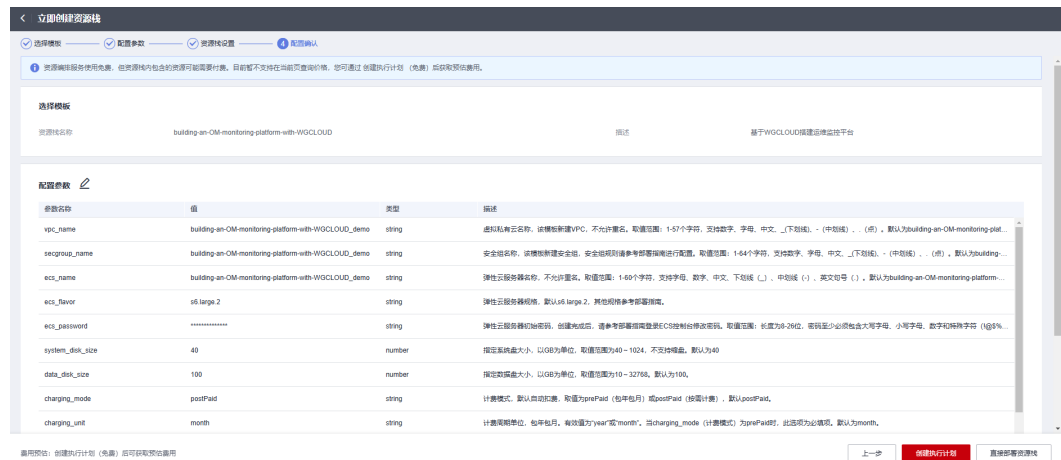 < 立即创建资源栈
选择模板 配置参数 资源栈设置 4 配置确认
资源编排服务使用免费，但资源栈内包含的资源可能需要付费。目前暂不支持在当前页查询价格，您可通过 创建执行计划 （免费）后获取预估费用。
选择模板
资源栈名称 building-an-OM-monitoring-platform-with-WGCLOUD 描述 基于WGCLOUD搭建运维监控平台
配置参数
参数名称 值 类型 描述
vpc_name building-an-OM-monitoring-platform-with-WGCLOUD_demo string 虚拟私有云名称，该模板新建VPC，不允许重名。取值范围：1-57个字符，支持数字、字母、中文、_(下划线)、-（中划线）、.（点）。默认为building-an-OM-monitoring-plat...
secgroup_name building-an-OM-monitoring-platform-with-WGCLOUD_demo string 安全组名称，该模板新建安全组，安全组规则请参考部署指南进行配置。取值范围：1-64个字符，支持数字、字母、中文、_(下划线)、-（中划线）、.（点）。默认为building-...
ecs_name building-an-OM-monitoring-platform-with-WGCLOUD_demo string 弹性云服务器名称，不允许重名。取值范围：1-60个字符，支持字母、数字、中文、下划线（_）、中划线（-）、英文句号（.）。默认为building-an-OM-monitoring-platform-...
ecs_flavor s6.large.2 string 弹性云服务器规格，默认s6.large.2，其他规格参考部署指南。
ecs_password ************** string 弹性云服务器初始密码，创建完成后，请参考部署指南登录ECS控制台修改密码。取值范围：长度为8-26位，密码至少必须包含大写字母、小写字母、数字和特殊字符（!@$%...
system_disk_size 40 number 指定系统盘大小，以GB为单位，取值范围为40～1024，不支持缩盘。默认为40
data_disk_size 100 number 指定数据盘大小，以GB为单位，取值范围为10～32768。默认为100。
charging_mode postPaid string 计费模式，默认自动扣费，取值为prePaid（包年包月）或postPaid（按需计费），默认postPaid。
charging_unit month string 计费周期单位，包年包月。有效值为"year"或"month"。当charging_mode（计费模式）为prePaid时，此选项为必填项。默认为month。
费用预估：创建执行计划（免费）后可获取预估费用 上一步 创建执行计划 直接部署资源栈